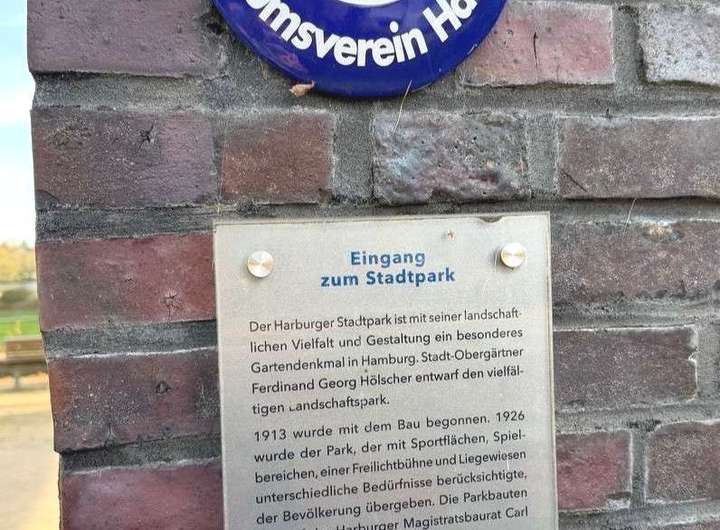 omsverein Ha
Eingang
zum Stadtpark
Der Harburger Stadtpark ist mit seiner landschaft-
lichen Vielfalt und Gestaltung ein besonderes
Gartendenkmal in Hamburg. Stadt-Obergärtner
Ferdinand Georg Hölscher entwarf den vielfäl-
tigen Landschaftspark.
1913 wurde mit dem Bau begonnen. 1926
wurde der Park, der mit Sportflächen, Spiel-
bereichen, einer Freilichtbühne und Liegewiesen
unterschiedliche Bedürfnisse berücksichtigte,
der Bevölkerung übergeben. Die Parkbauten
Harburger Magistratsbaurat Carl